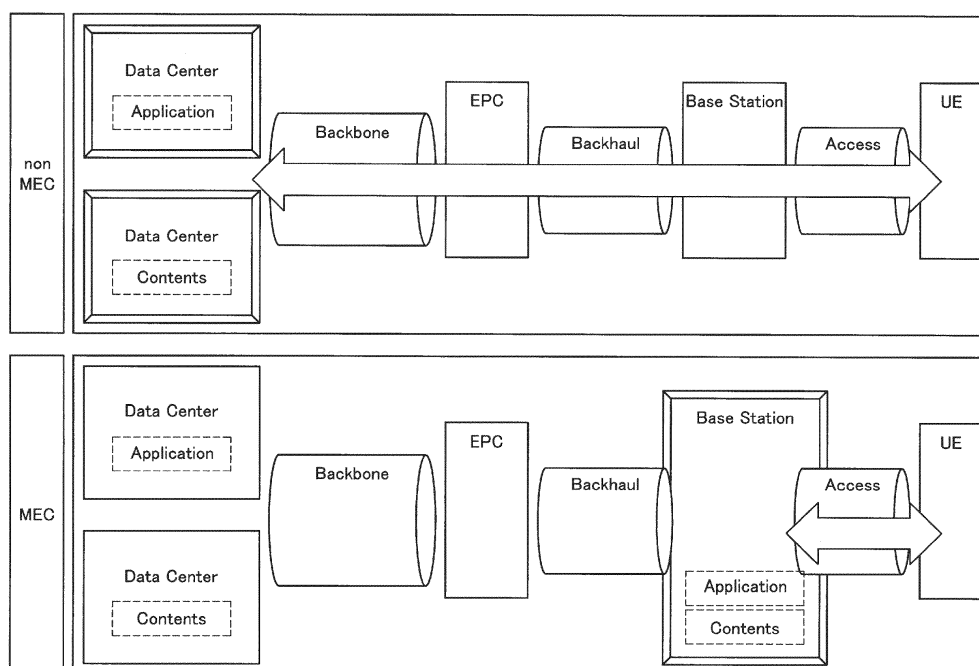 non
MEC
Data Center
Application
Data Center
Contents
Backbone
EPC
Backhaul
Base Station
Access
UE
MEC
Data Center
Application
Data Center
Contents
Backbone
EPC
Backhaul
Base Station
Application
Contents
Access
UE